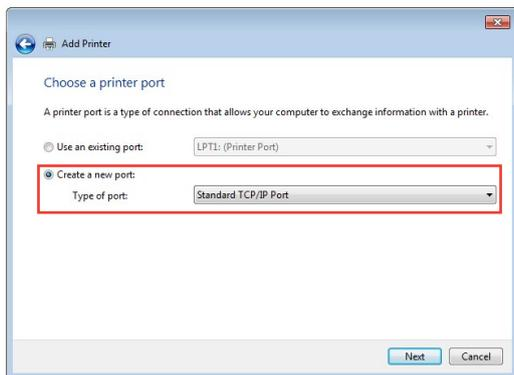 Add Printer
Choose a printer port
A printer port is a type of connection that allows your computer to exchange information with a printer.
Use an existing port: LPT1: (Printer Port)
Create a new port:
Type of port: Standard TCP/IP Port
Next Cancel